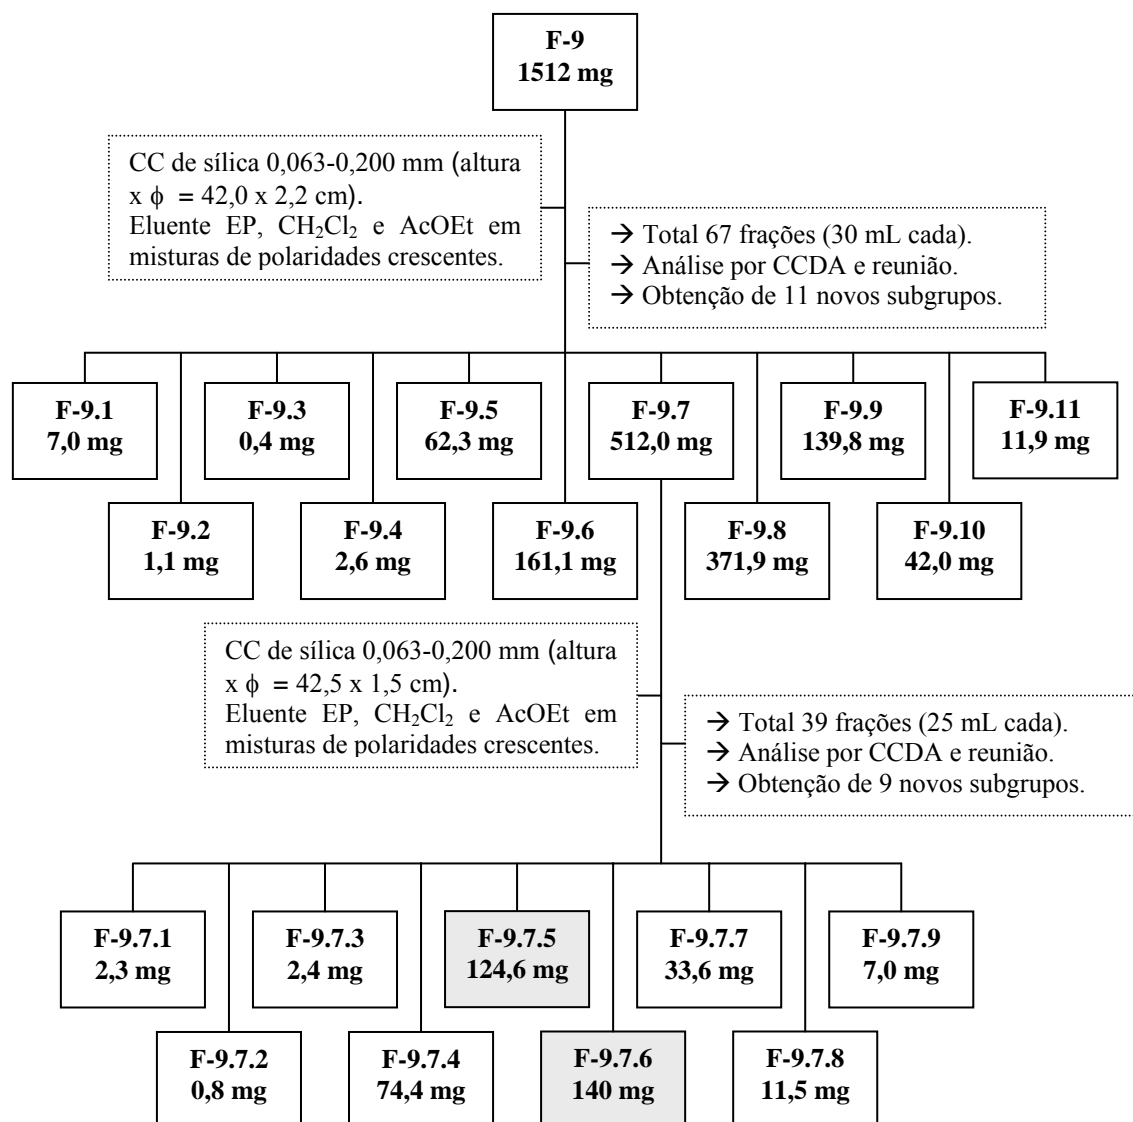 F-9
1512 mg
CC de sílica 0,063-0,200 mm (altura
x ϕ = 42,0 x 2,2 cm).
Eluente EP, CH₂Cl₂ e AcOEt em
misturas de polaridades crescentes.
→ Total 67 frações (30 mL cada).
→ Análise por CCDA e reunião.
→ Obtenção de 11 novos subgrupos.
F-9.1
7,0 mg
F-9.3
0,4 mg
F-9.5
62,3 mg
F-9.7
512,0 mg
F-9.9
139,8 mg
F-9.11
11,9 mg
F-9.2
1,1 mg
F-9.4
2,6 mg
F-9.6
161,1 mg
F-9.8
371,9 mg
F-9.10
42,0 mg
CC de sílica 0,063-0,200 mm (altura
x ϕ = 42,5 x 1,5 cm).
Eluente EP, CH₂Cl₂ e AcOEt em
misturas de polaridades crescentes.
→ Total 39 frações (25 mL cada).
→ Análise por CCDA e reunião.
→ Obtenção de 9 novos subgrupos.
F-9.7.1
2,3 mg
F-9.7.3
2,4 mg
F-9.7.5
124,6 mg
F-9.7.7
33,6 mg
F-9.7.9
7,0 mg
F-9.7.2
0,8 mg
F-9.7.4
74,4 mg
F-9.7.6
140 mg
F-9.7.8
11,5 mg